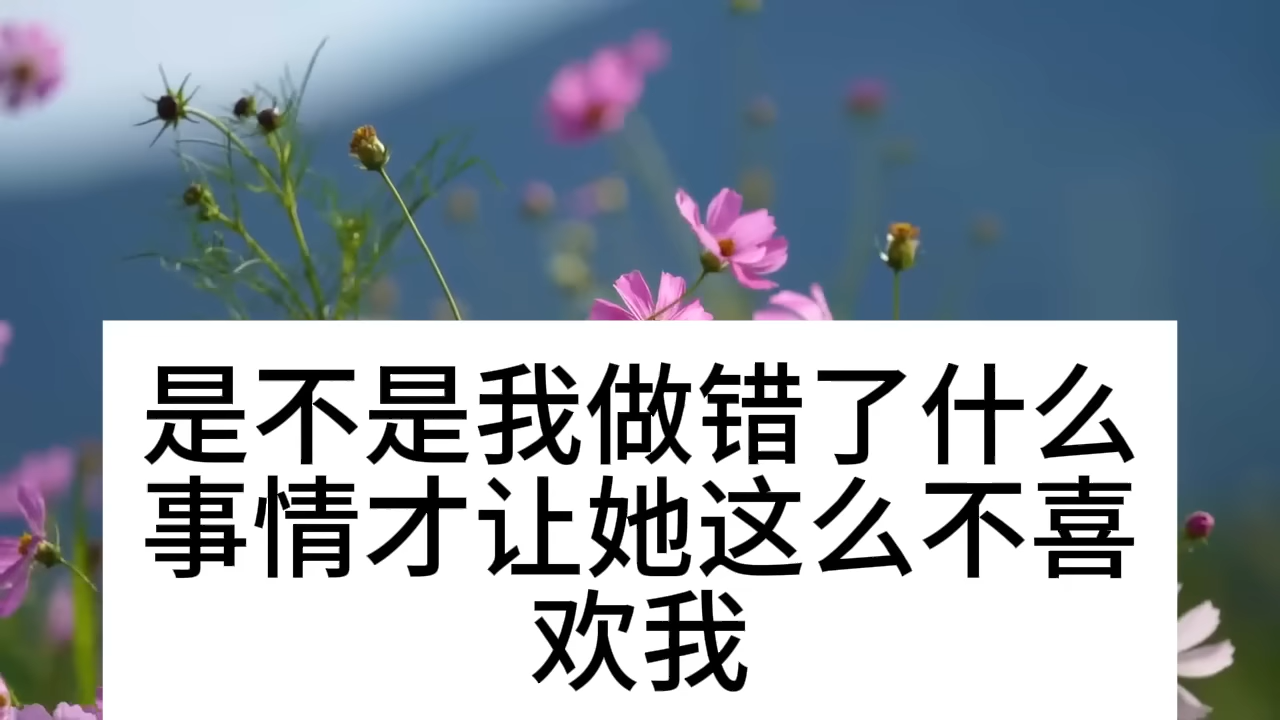 是不是我做错了什么
事情才让她这么不喜
欢我